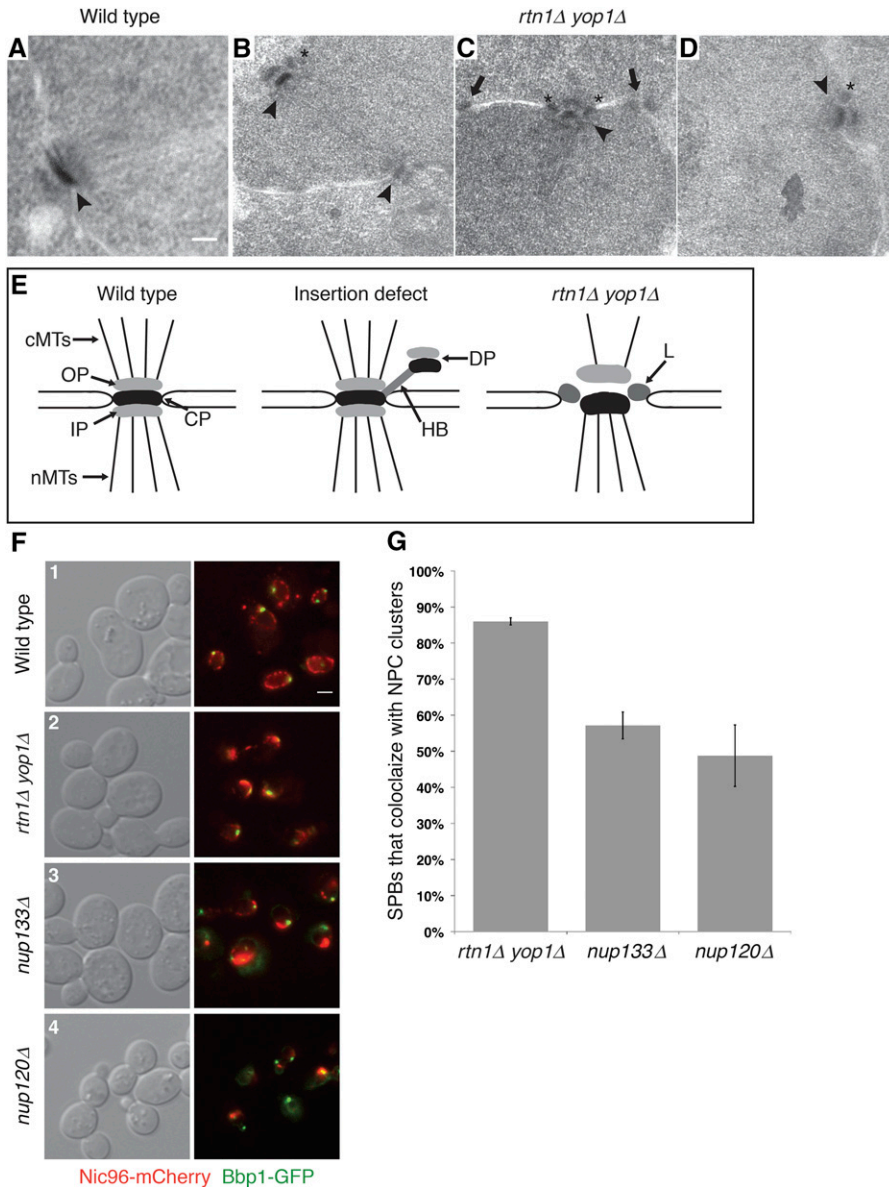 Wild type
rtn1Δ yop1Δ
A
B
*
C
*
*
D
*
E
Wild type
Insertion defect
rtn1Δ yop1Δ
cMTs
OP
IP
CP
nMTs
DP
HB
L
F
1
Wild type
2
rtn1Δ yop1Δ
3
nup133Δ
4
nup120Δ
Nic96-mCherry Bbp1-GFP
G
SPBs that coloclaize with NPC clusters
100%
90%
80%
70%
60%
50%
40%
30%
20%
10%
0%
rtn1Δ yop1Δ
nup133Δ
nup120Δ